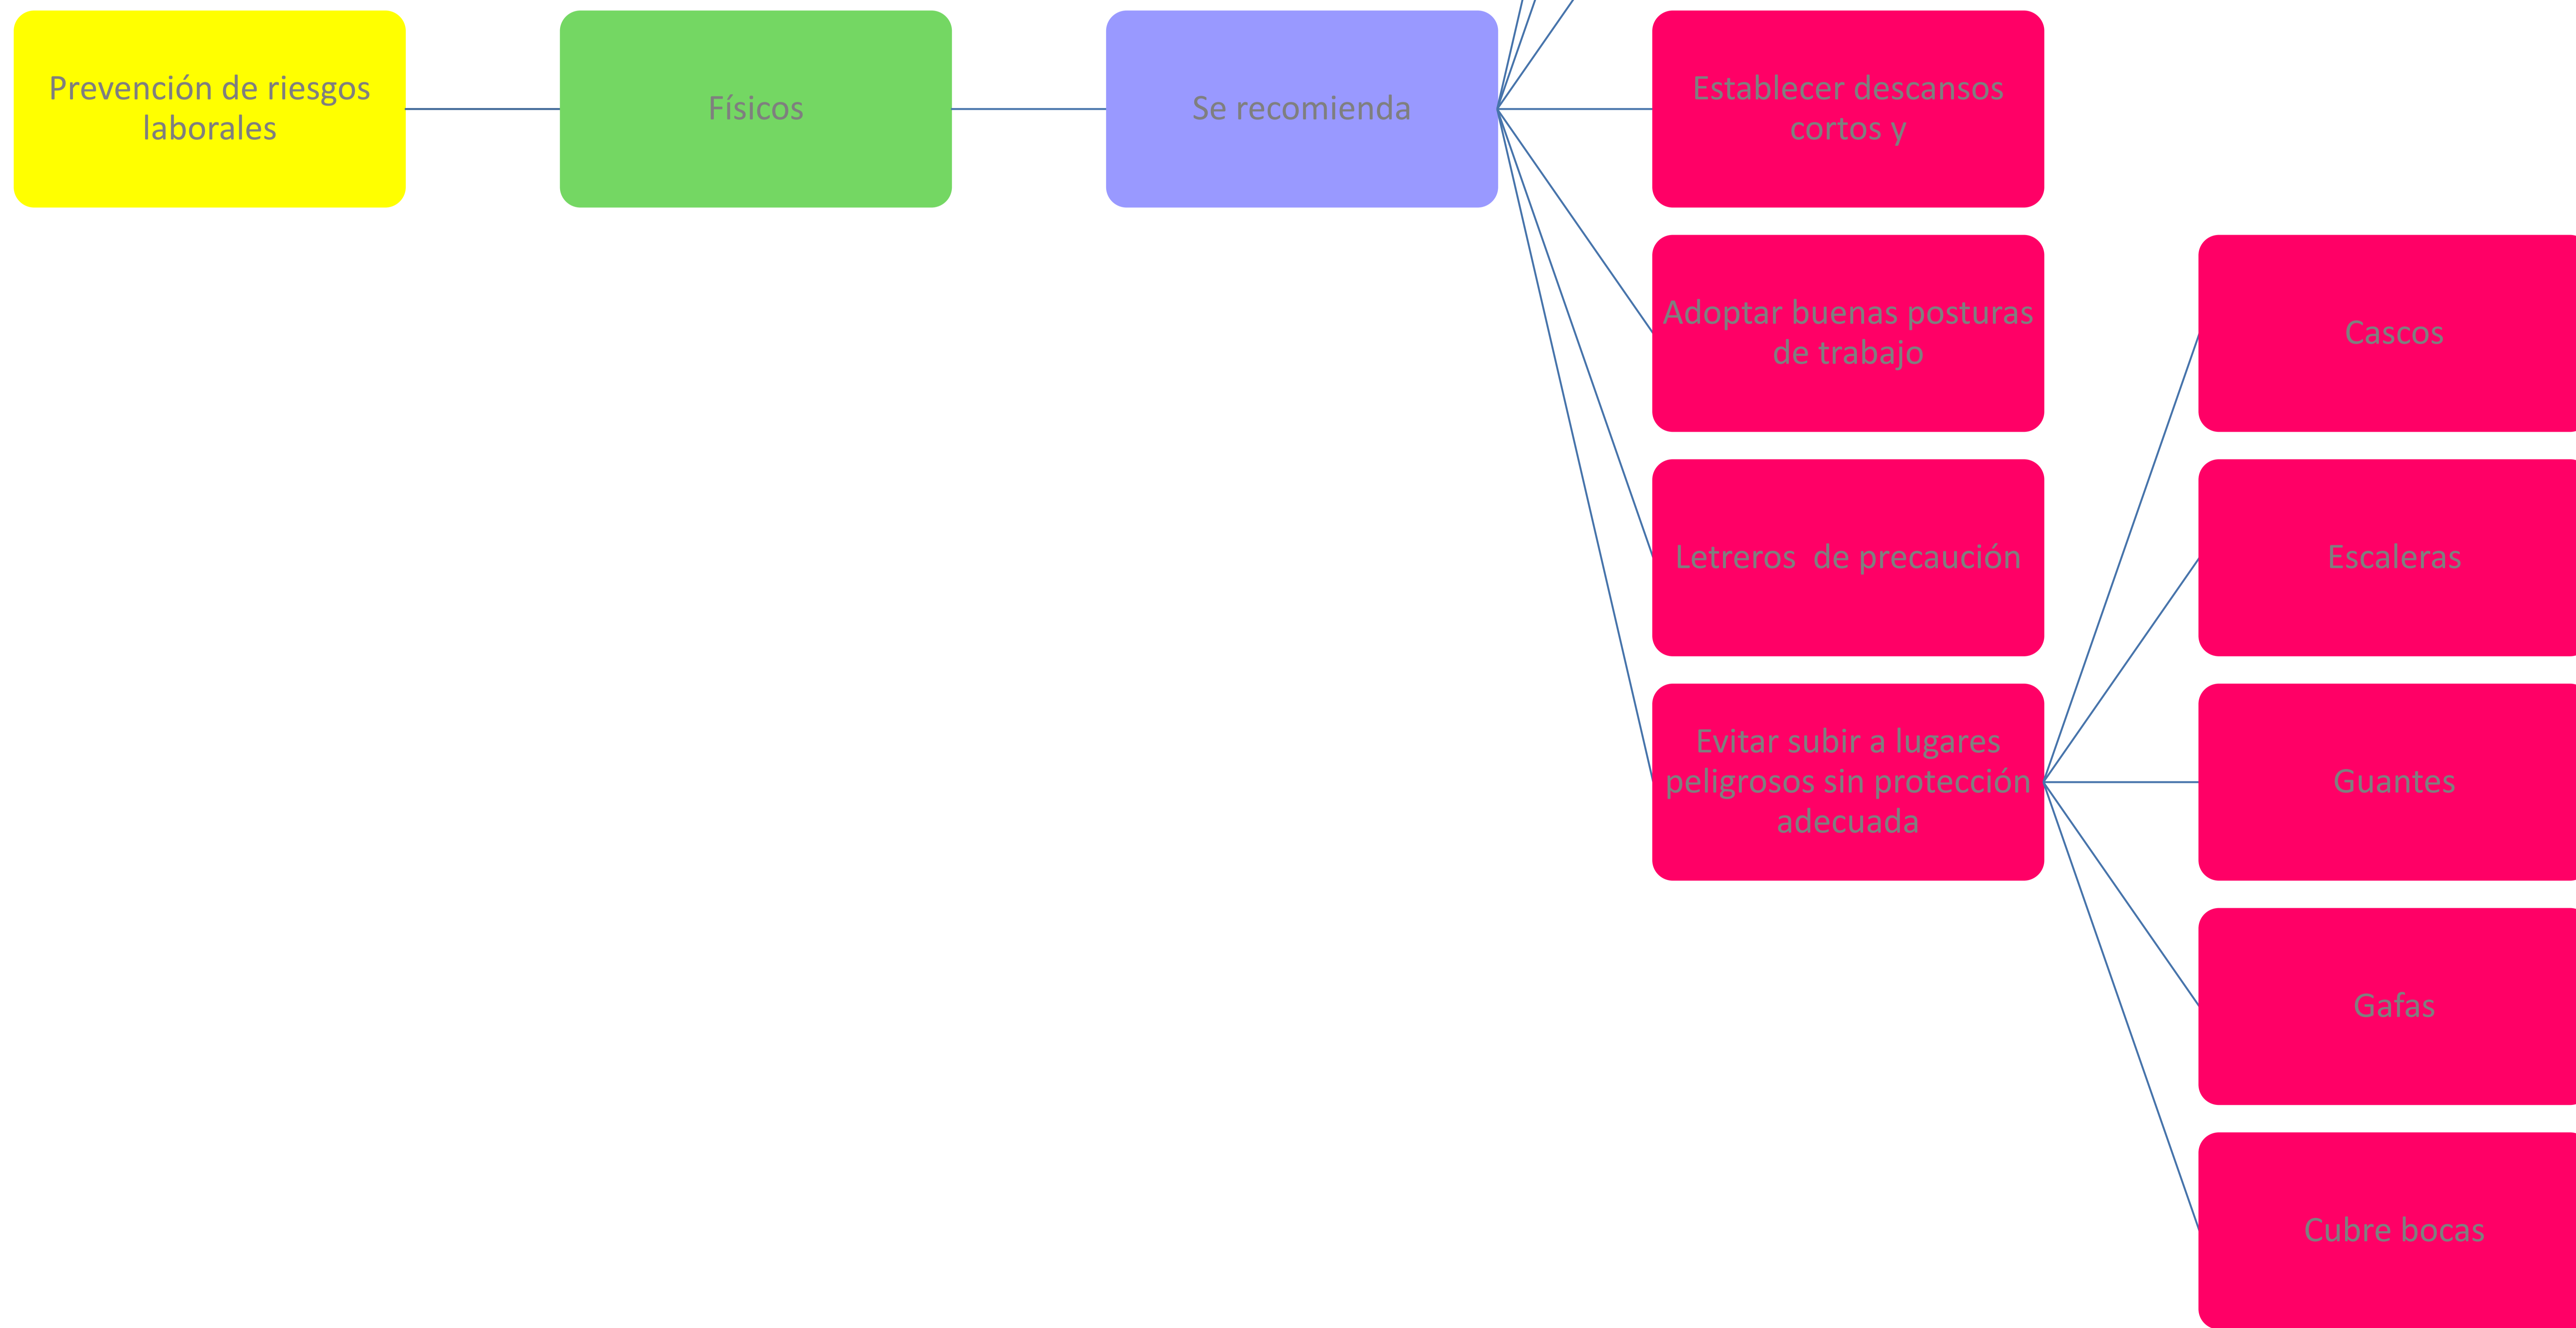 Prevención de riesgos
laborales
Físicos
Se recomienda
Establecer descansos
cortos y
Adoptar buenas posturas
de trabajo
Letreros  de precaución
Evitar subir a lugares
peligrosos sin protección
adecuada
Cascos
Escaleras
Guantes
Gafas
Cubre bocas